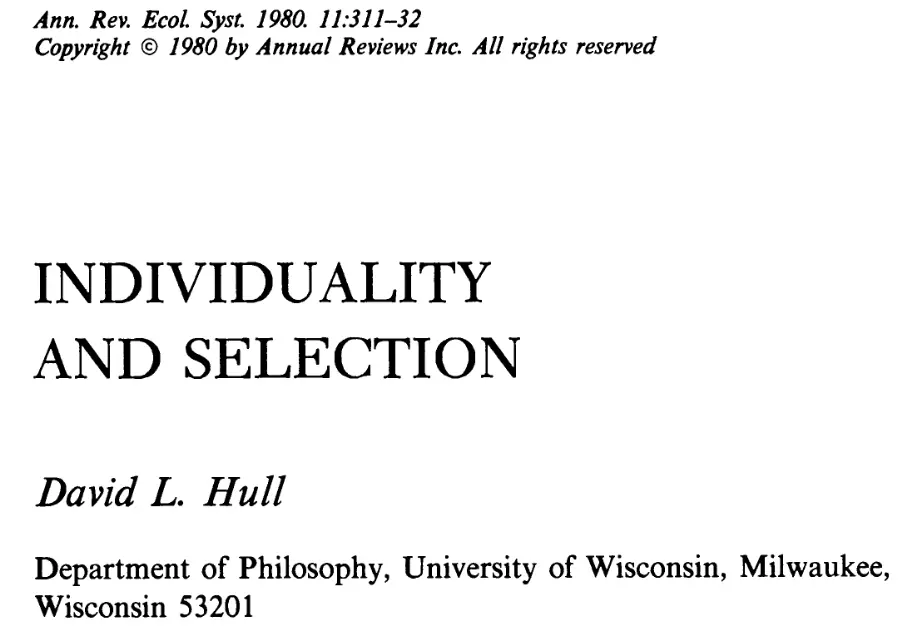 Ann. Rev. Ecol. Syst. 1980. 11:311–32
Copyright © 1980 by Annual Reviews Inc. All rights reserved
INDIVIDUALITY
AND SELECTION
David L. Hull
Department of Philosophy, University of Wisconsin, Milwaukee,
Wisconsin 53201